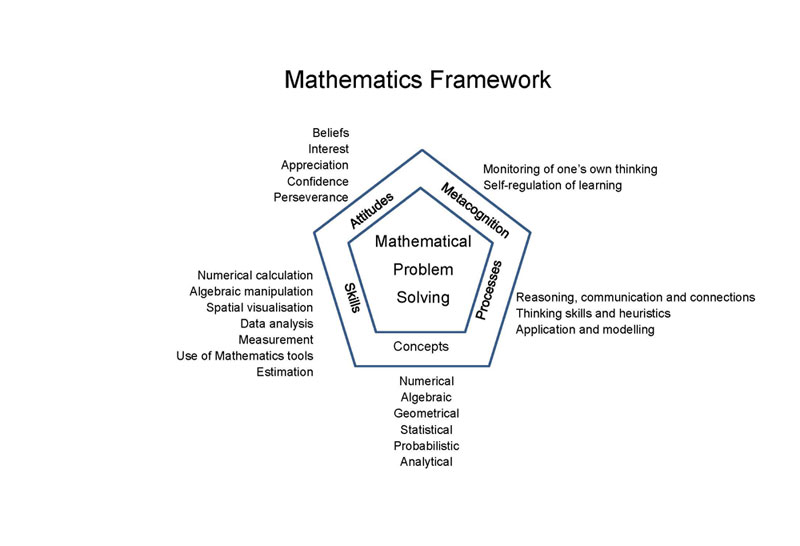 Mathematics Framework
Beliefs
Interest
Appreciation
Confidence
Perseverance
Monitoring of one's own thinking
Self-regulation of learning
Attitudes
Metacognition
Mathematical
Problem
Solving
Skills
Processes
Numerical calculation
Algebraic manipulation
Spatial visualisation
Data analysis
Measurement
Use of Mathematics tools
Estimation
Reasoning, communication and connections
Thinking skills and heuristics
Application and modelling
Concepts
Numerical
Algebraic
Geometrical
Statistical
Probabilistic
Analytical